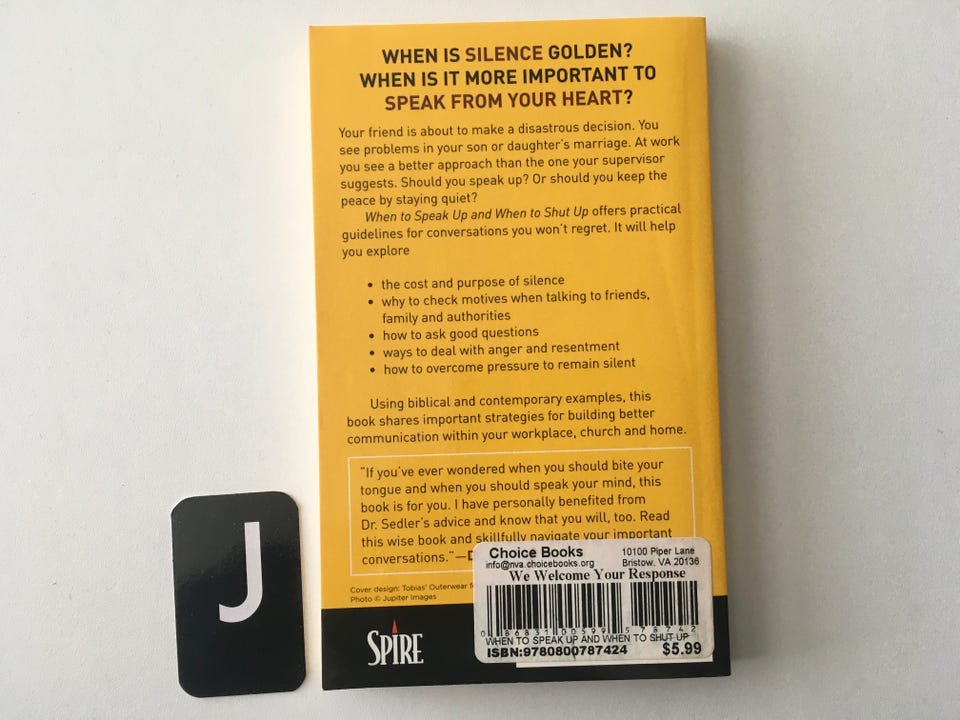 WHEN IS SILENCE GOLDEN?
WHEN IS IT MORE IMPORTANT TO
SPEAK FROM YOUR HEART?
Your friend is about to make a disastrous decision. You
see problems in your son or daughter's marriage. At work
you see a better approach than the one your supervisor
suggests. Should you speak up? Or should you keep the
peace by staying quiet?
When to Speak Up and When to Shut Up offers practical
guidelines for conversations you won't regret. It will help
you explore
• the cost and purpose of silence
• why to check motives when talking to friends,
family and authorities
• how to ask good questions
• ways to deal with anger and resentment
• how to overcome pressure to remain silent
Using biblical and contemporary examples, this
book shares important strategies for building better
communication within your workplace, church and home.
"If you've ever wondered when you should bite your
tongue and when you should speak your mind, this
book is for you. I have personally benefited from
Dr. Sedler's advice and know that you will, too. Read
this wise book and skillfully navigate your important
conversations."—D
Cover design: Tobias' Outerwear
Photo © Jupiter Images
SPIRE
Choice Books 10100 Piper Lane
info@nva.choicebooks.org Bristow, VA 20136
We Welcome Your Response
0 86831 00599 5 78742
WHEN TO SPEAK UP AND WHEN TO SHUT UP
ISBN:9780800787424 $5.99
J